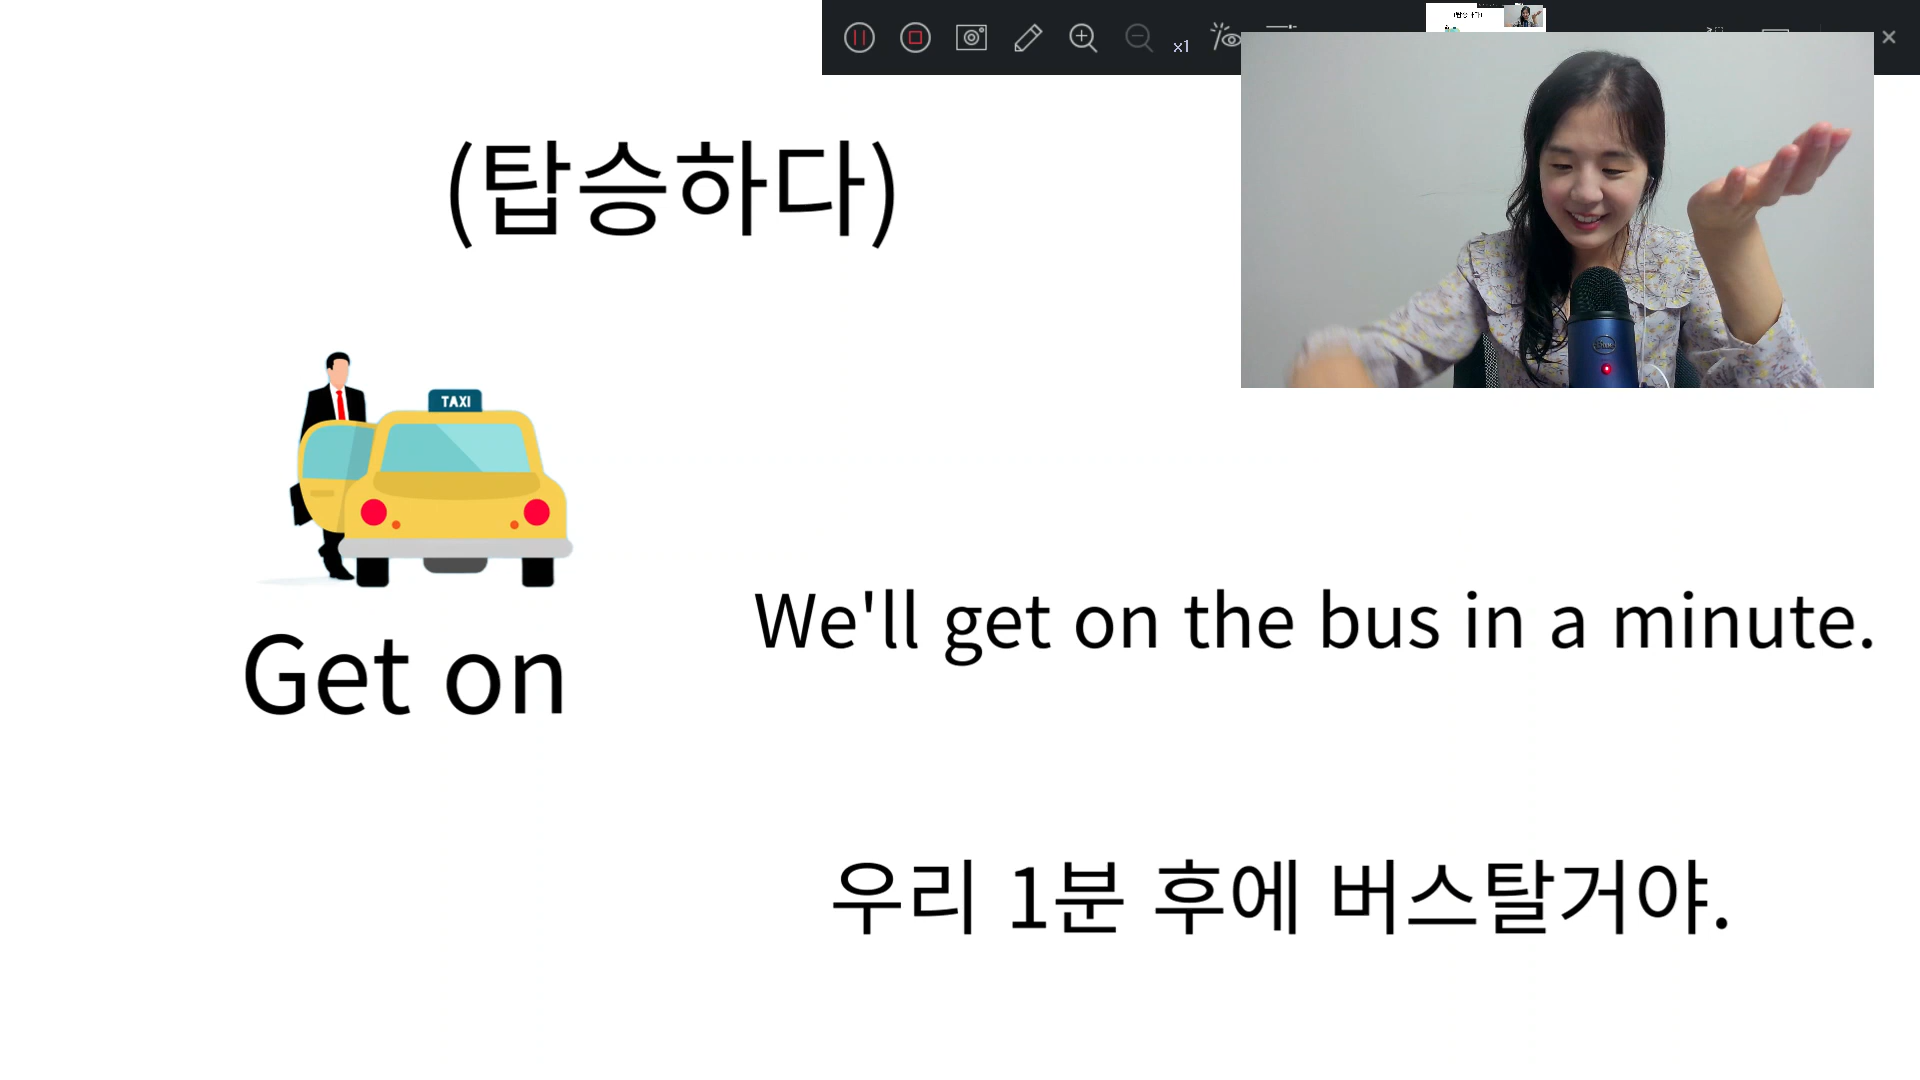 x1
(탑승하다)
TAXI
Get on
We'll get on the bus in a minute.
우리 1분 후에 버스탈거야.